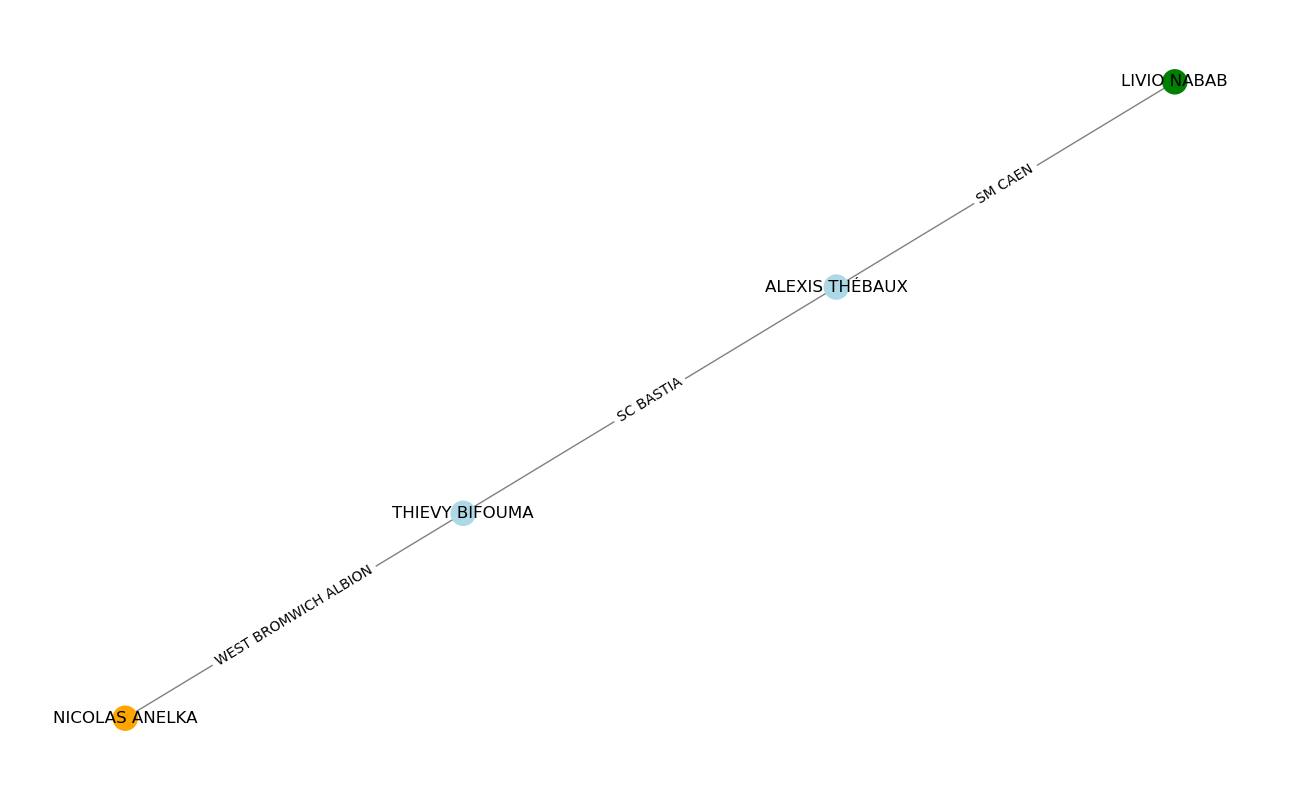 LIVIO NABAB
SM CAEN
ALEXIS THÉBAUX
SC BASTIA
THIEVY BIFOUMA
WEST BROMWICH ALBION
NICOLAS ANELKA